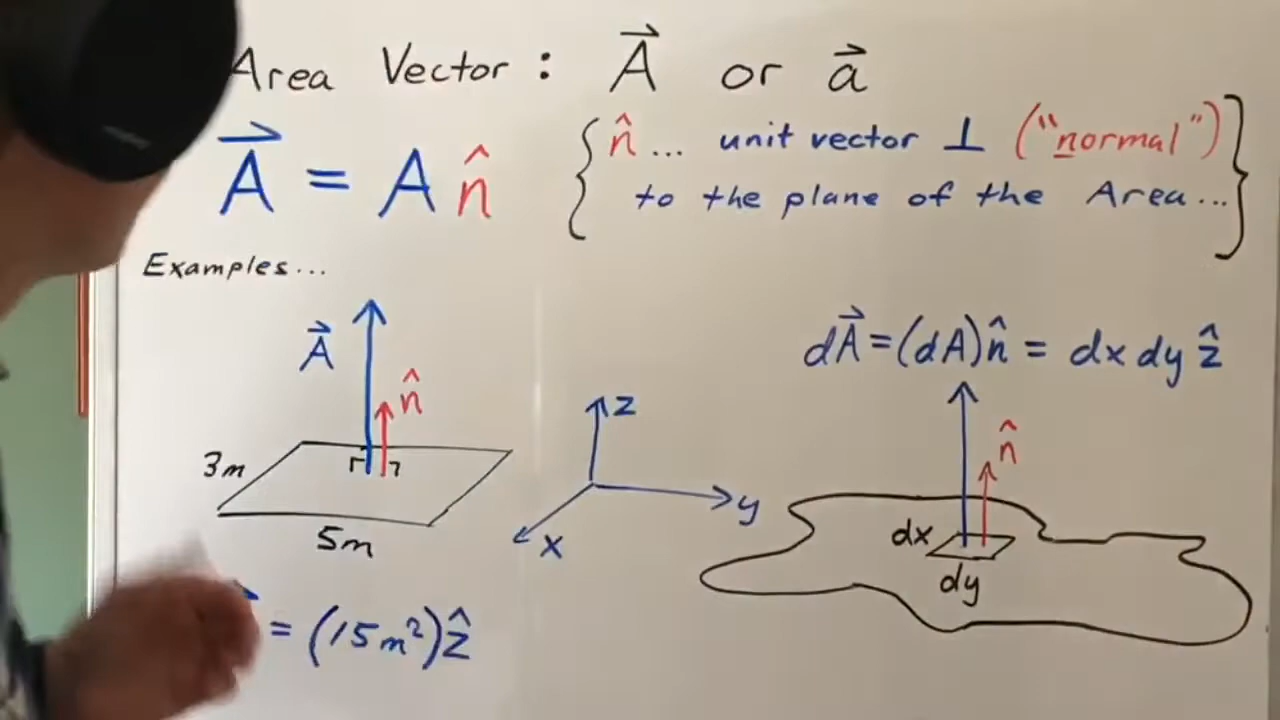 Area Vector : A⃗ or a⃗
A⃗ = A n̂
{ n̂ ... unit vector ⊥ ("normal")
to the plane of the Area ... }
Examples...
A⃗
n̂
3m
5m
= (15m²) ẑ
z
y
x
dA⃗ = (dA) n̂ = dx dy ẑ
n̂
dx
dy